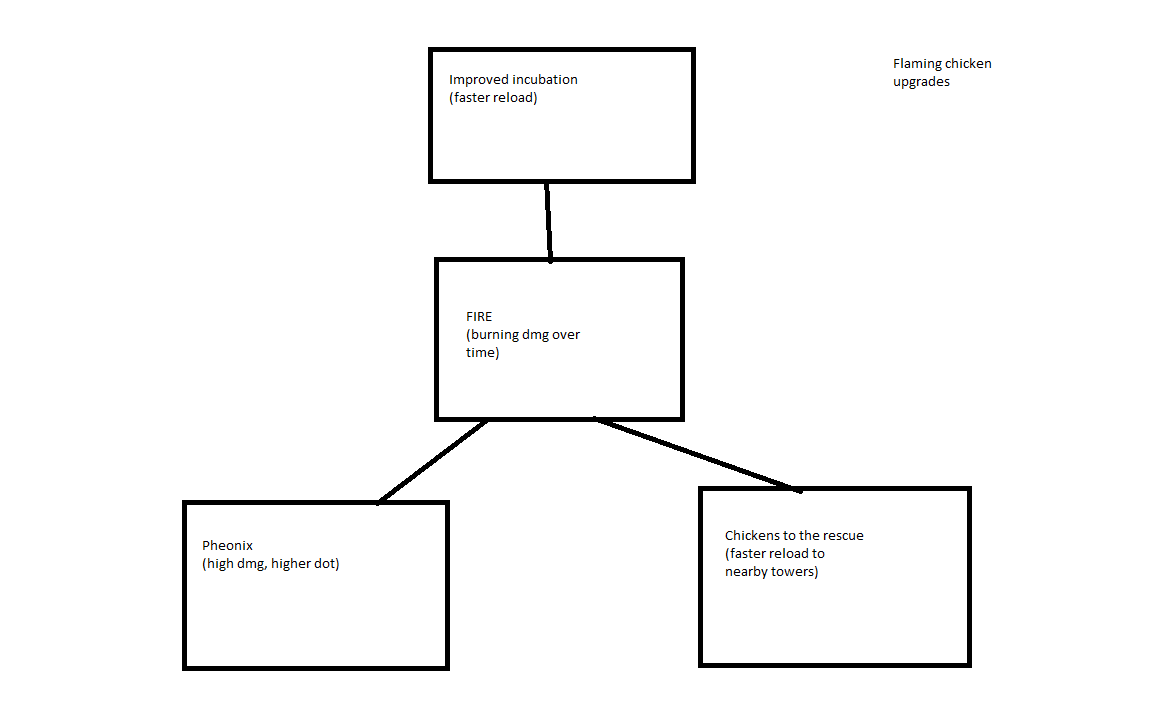 Improved incubation
(faster reload)
Flaming chicken
upgrades
FIRE
(burning dmg over
time)
Pheonix
(high dmg, higher dot)
Chickens to the rescue
(faster reload to
nearby towers)